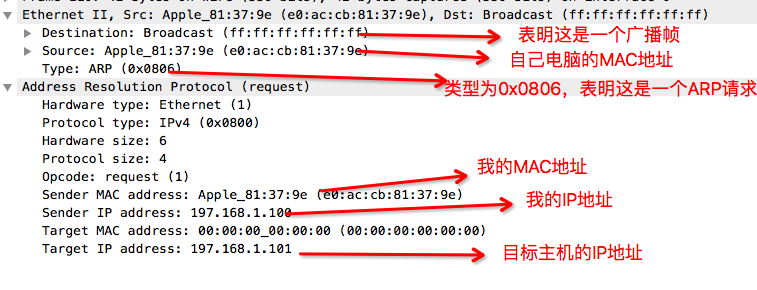 Ethernet II, Src: Apple_81:37:9e (e0:ac:cb:81:37:9e), Dst: Broadcast (ff:ff:ff:ff:ff:ff)
Destination: Broadcast (ff:ff:ff:ff:ff:ff)
表明这是一个广播帧
Source: Apple_81:37:9e (e0:ac:cb:81:37:9e)
自己电脑的MAC地址
Type: ARP (0x0806)
类型为0x0806，表明这是一个ARP请求
Address Resolution Protocol (request)
Hardware type: Ethernet (1)
Protocol type: IPv4 (0x0800)
Hardware size: 6
Protocol size: 4
Opcode: request (1)
我的MAC地址
Sender MAC address: Apple_81:37:9e (e0:ac:cb:81:37:9e)
我的IP地址
Sender IP address: 197.168.1.100
Target MAC address: 00:00:00_00:00:00 (00:00:00:00:00:00)
Target IP address: 197.168.1.101
目标主机的IP地址